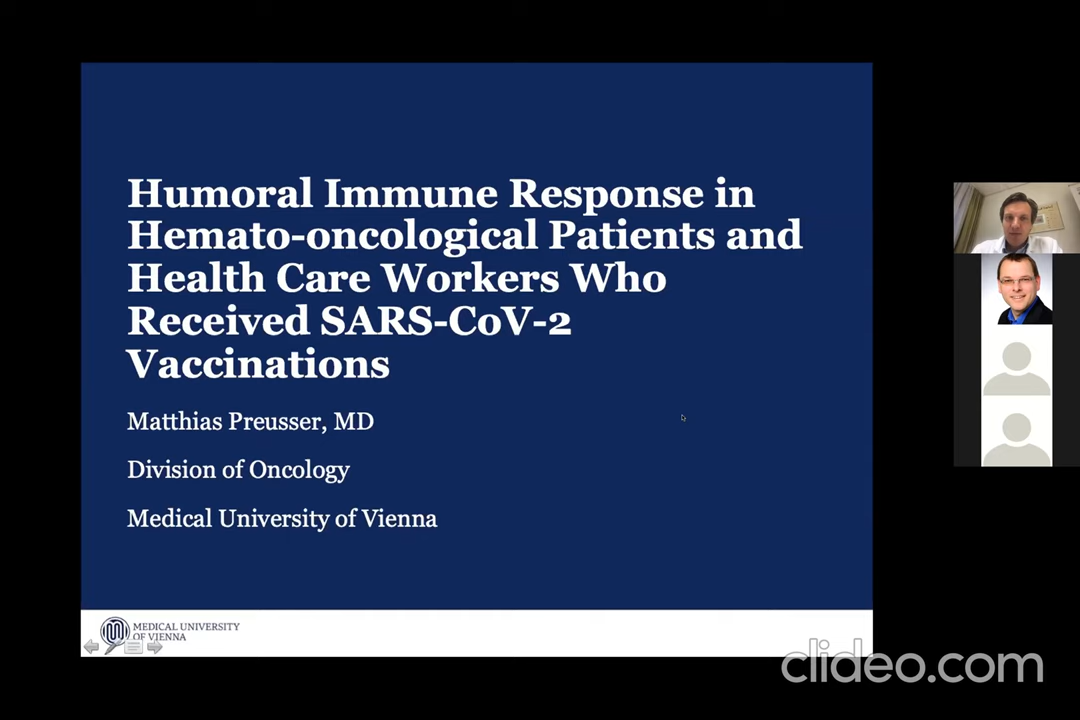 Humoral Immune Response in
Hemato-oncological Patients and
Health Care Workers Who
Received SARS-CoV-2
Vaccinations
Matthias Preusser, MD
Division of Oncology
Medical University of Vienna
MEDICAL UNIVERSITY
OF VIENNA
clideo.com